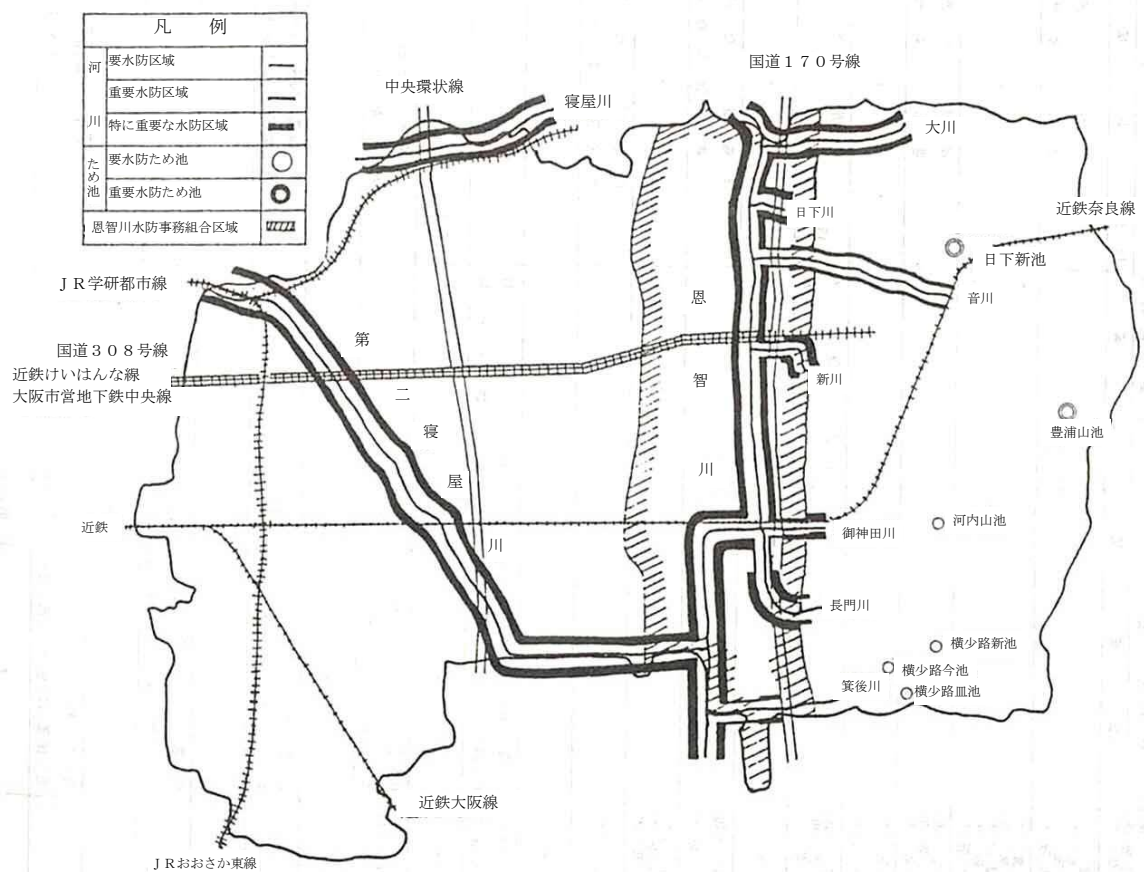 凡 例
河川
要水防区域
重要水防区域
特に重要な水防区域
ため池
要水防ため池
重要水防ため池
恩智川水防事務組合区域
国道170号線
中央環状線
寝屋川
大川
日下川
近鉄奈良線
日下新池
音川
JR学研都市線
恩智川
第二寝屋川
国道308号線
近鉄けいはんな線
大阪市営地下鉄中央線
新川
豊浦山池
近鉄
御神田川
河内山池
長門川
横少路新池
横少路今池
箕後川
横少路皿池
近鉄大阪線
JRおおさか東線